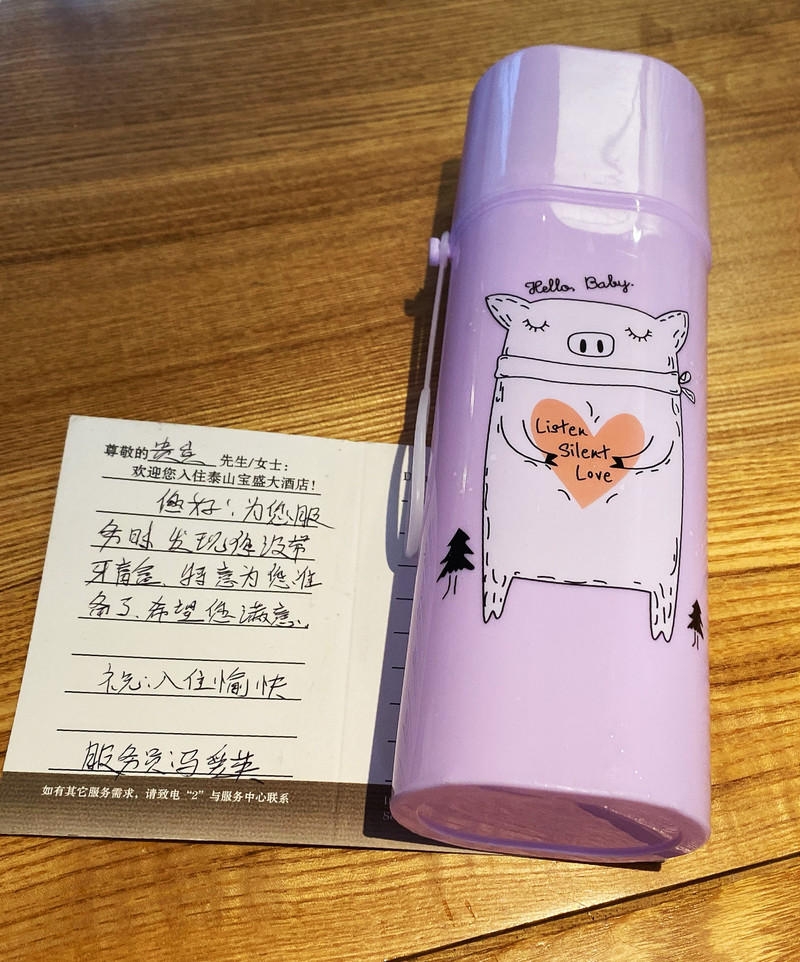 尊敬的贵宾 先生/女士:
欢迎您入住泰山宝盛大酒店!
您好!为您服
务时发现您没带
牙膏盒,特意为您准
备了,希望您满意。
祝:入住愉快
服务员:冯
如有其它服务需求,请致电“2”与服务中心联系
Hello, Baby.
Listen
Silent
Love